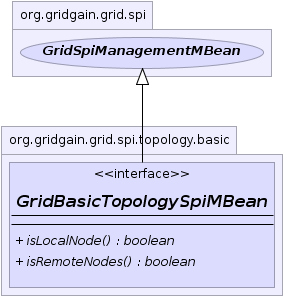 org.gridgain.grid.spi
GridSpiManagementMBean
org.gridgain.grid.spi.topology.basic
<<interface>>
GridBasicTopologySpiMBean
+ isLocalNode() : boolean
+ isRemoteNodes() : boolean